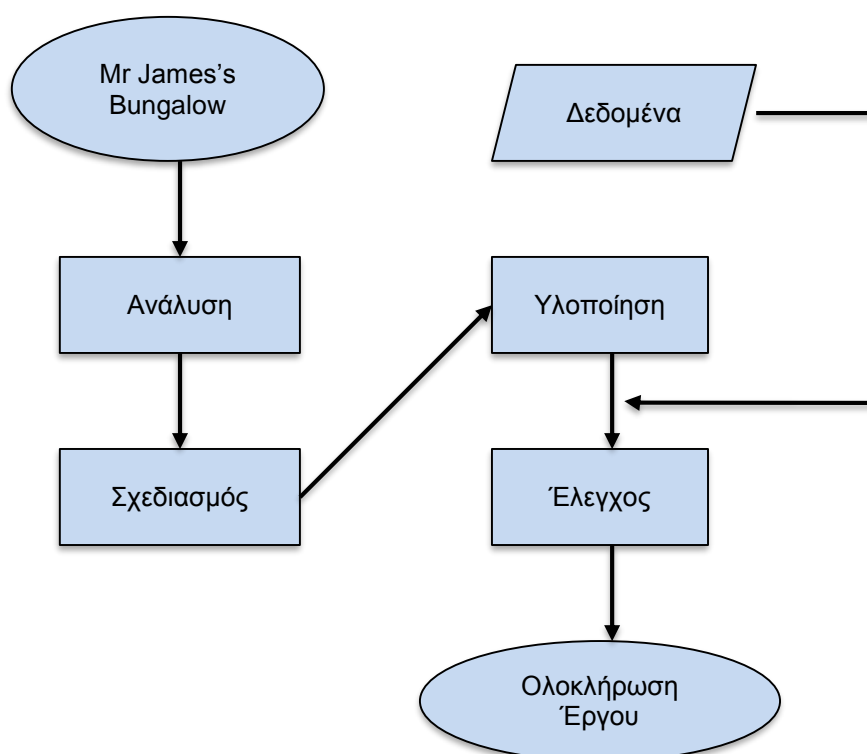 Mr James’s
Bungalow
Δεδομένα
Ανάλυση
Υλοποίηση
Σχεδιασμός
Έλεγχος
Ολοκλήρωση
Έργου